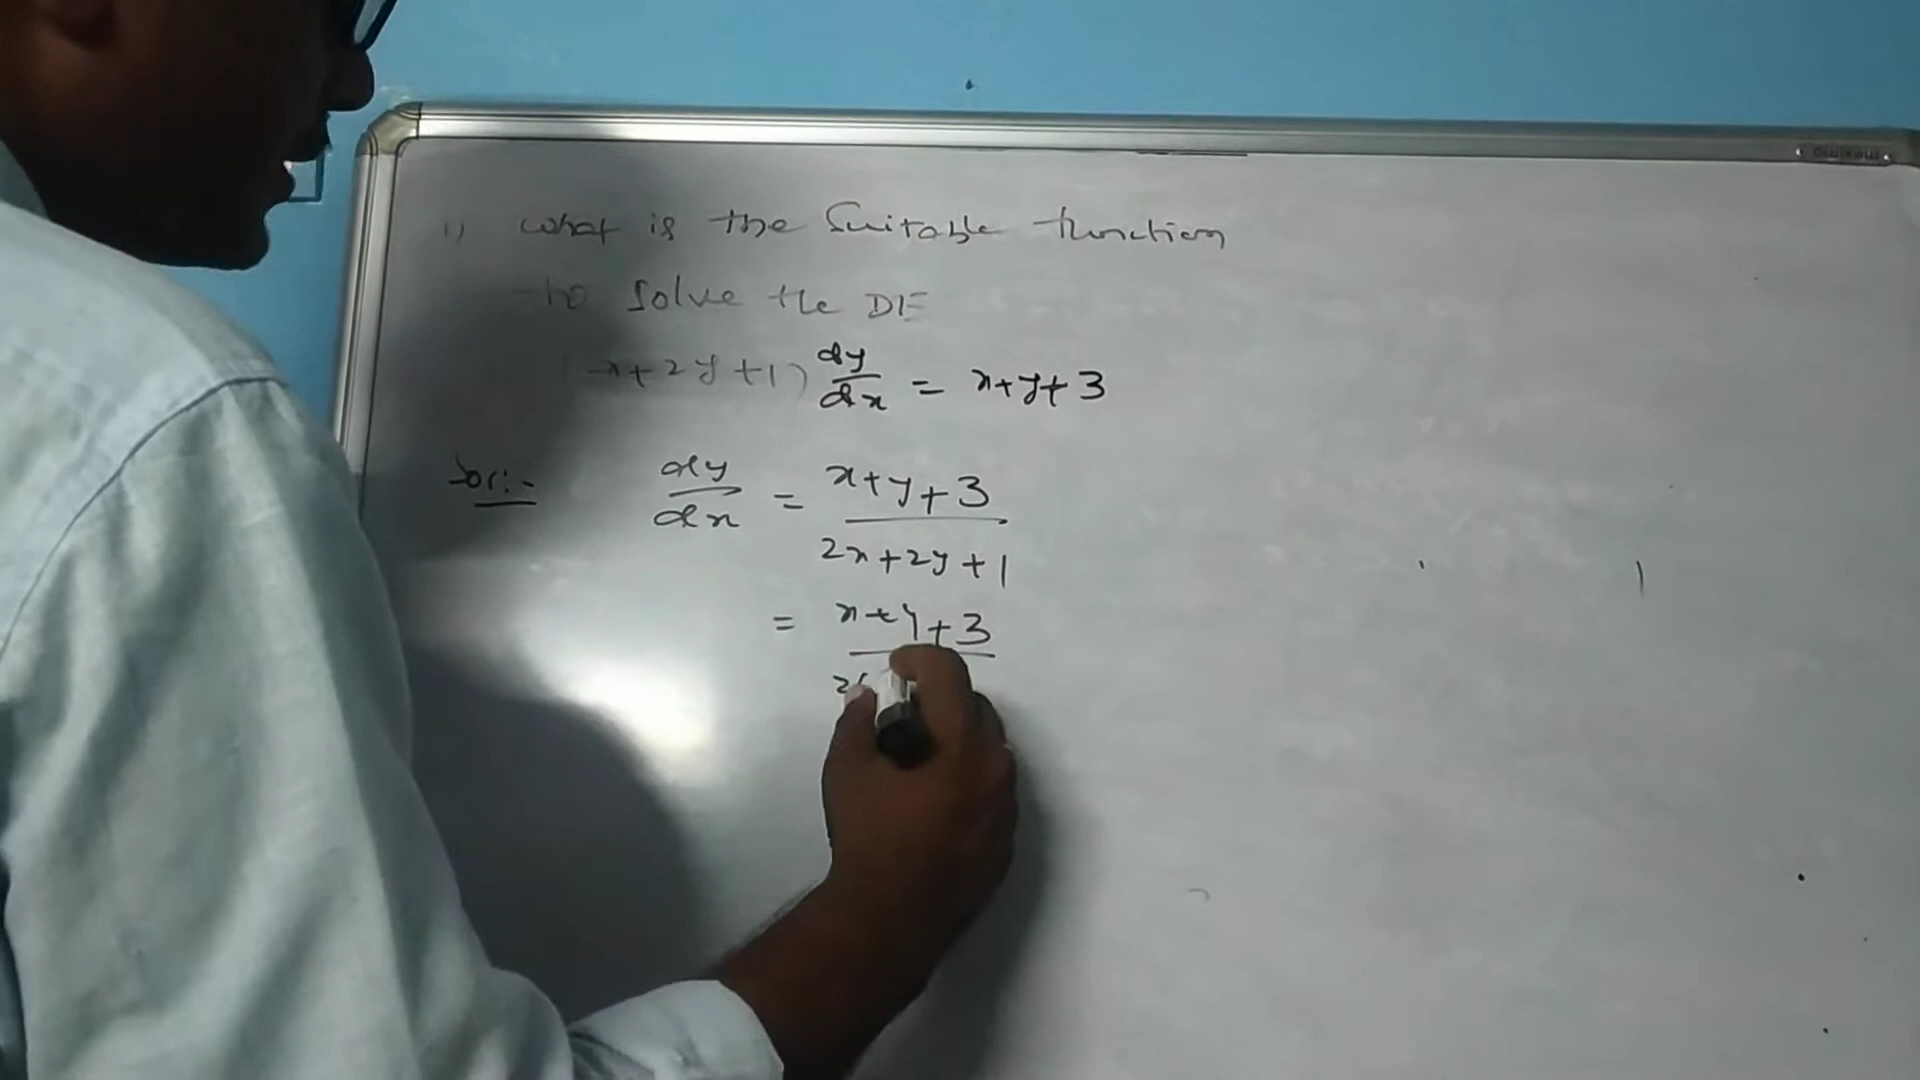 1) What is the Suitable function
to solve the DE
x+2y+1) dy/dx = x+y+3
Sol:- dy/dx = x+y+3 / 2x+2y+1
= x+y+3 / 2(